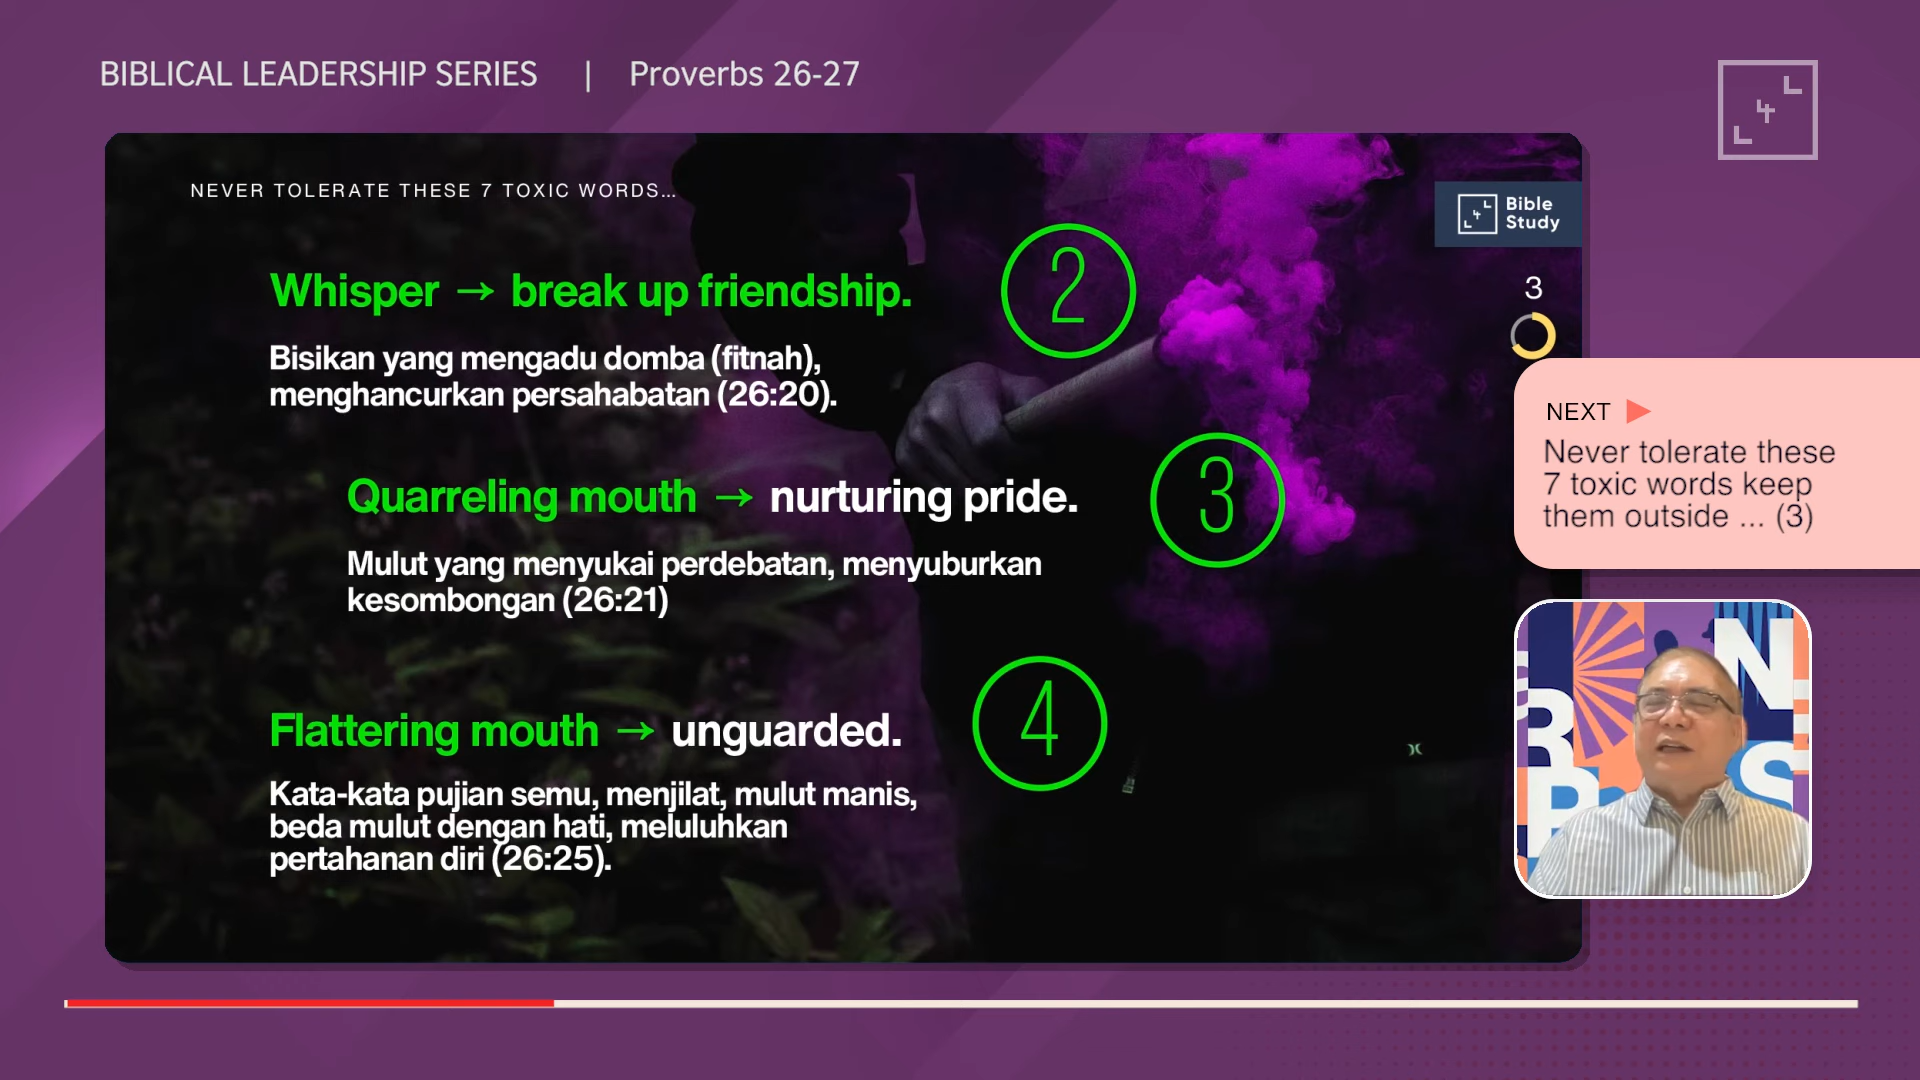 BIBLICAL LEADERSHIP SERIES | Proverbs 26-27
NEVER TOLERATE THESE 7 TOXIC WORDS...
Bible
Study
Whisper → break up friendship.
2
Bisikan yang mengadu domba (fitnah),
menghancurkan persahabatan (26:20).
3
Quarreling mouth → nurturing pride.
3
Mulut yang menyukai perdebatan, menyuburkan
kesombongan (26:21)
Flattering mouth → unguarded.
4
Kata-kata pujian semu, menjilat, mulut manis,
beda mulut dengan hati, meluluhkan
pertahanan diri (26:25).
NEXT ▶
Never tolerate these
7 toxic words keep
them outside ... (3)
N
R
S